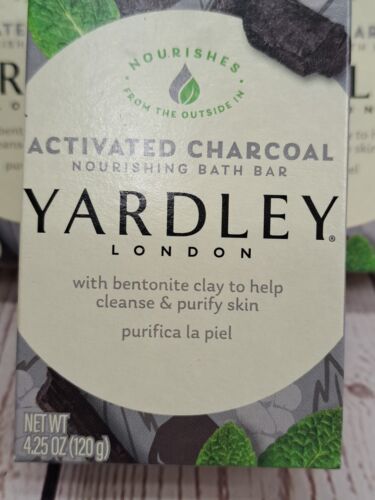 NOURISHES
FROM THE OUTSIDE IN
ACTIVATED CHARCOAL
NOURISHING BATH BAR
YARDLEY®
LONDON
with bentonite clay to help
cleanse & purify skin
purifica la piel
NET WT
4.25 OZ (120 g)